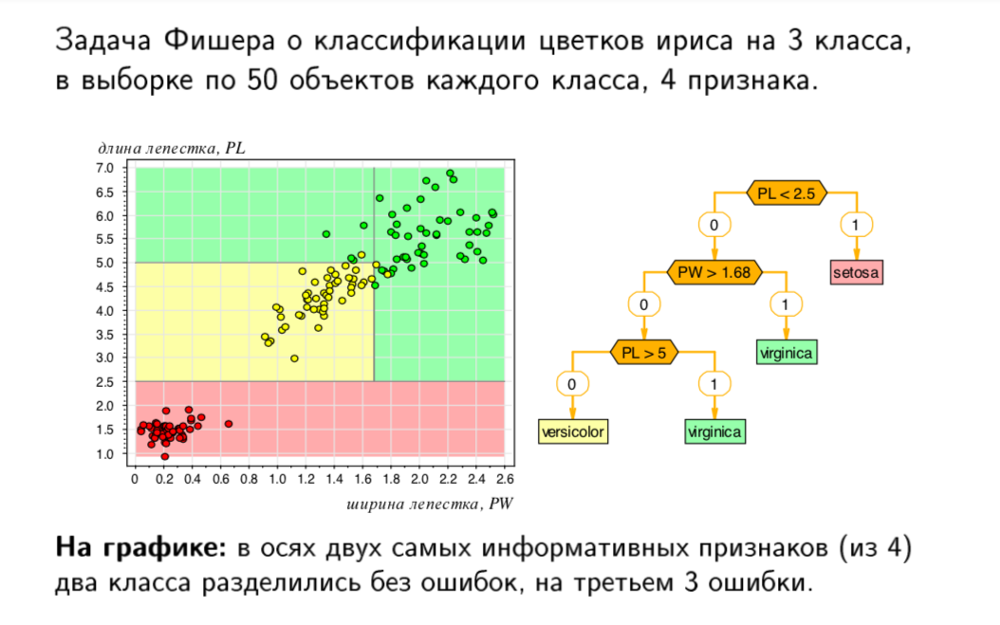 Задача Фишера о классификации цветков ириса на 3 класса,
в выборке по 50 объектов каждого класса, 4 признака.
длина лепестка, PL
7.0
6.5
6.0
5.5
5.0
4.5
4.0
3.5
3.0
2.5
2.0
1.5
1.0
0 0.2 0.4 0.6 0.8 1.0 1.2 1.4 1.6 1.8 2.0 2.2 2.4 2.6
ширина лепестка, PW
PL < 2.5
0 1
PW > 1.68 setosa
0 1
PL > 5 virginica
0 1
versicolor virginica
На графике: в осях двух самых информативных признаков (из 4)
два класса разделились без ошибок, на третьем 3 ошибки.